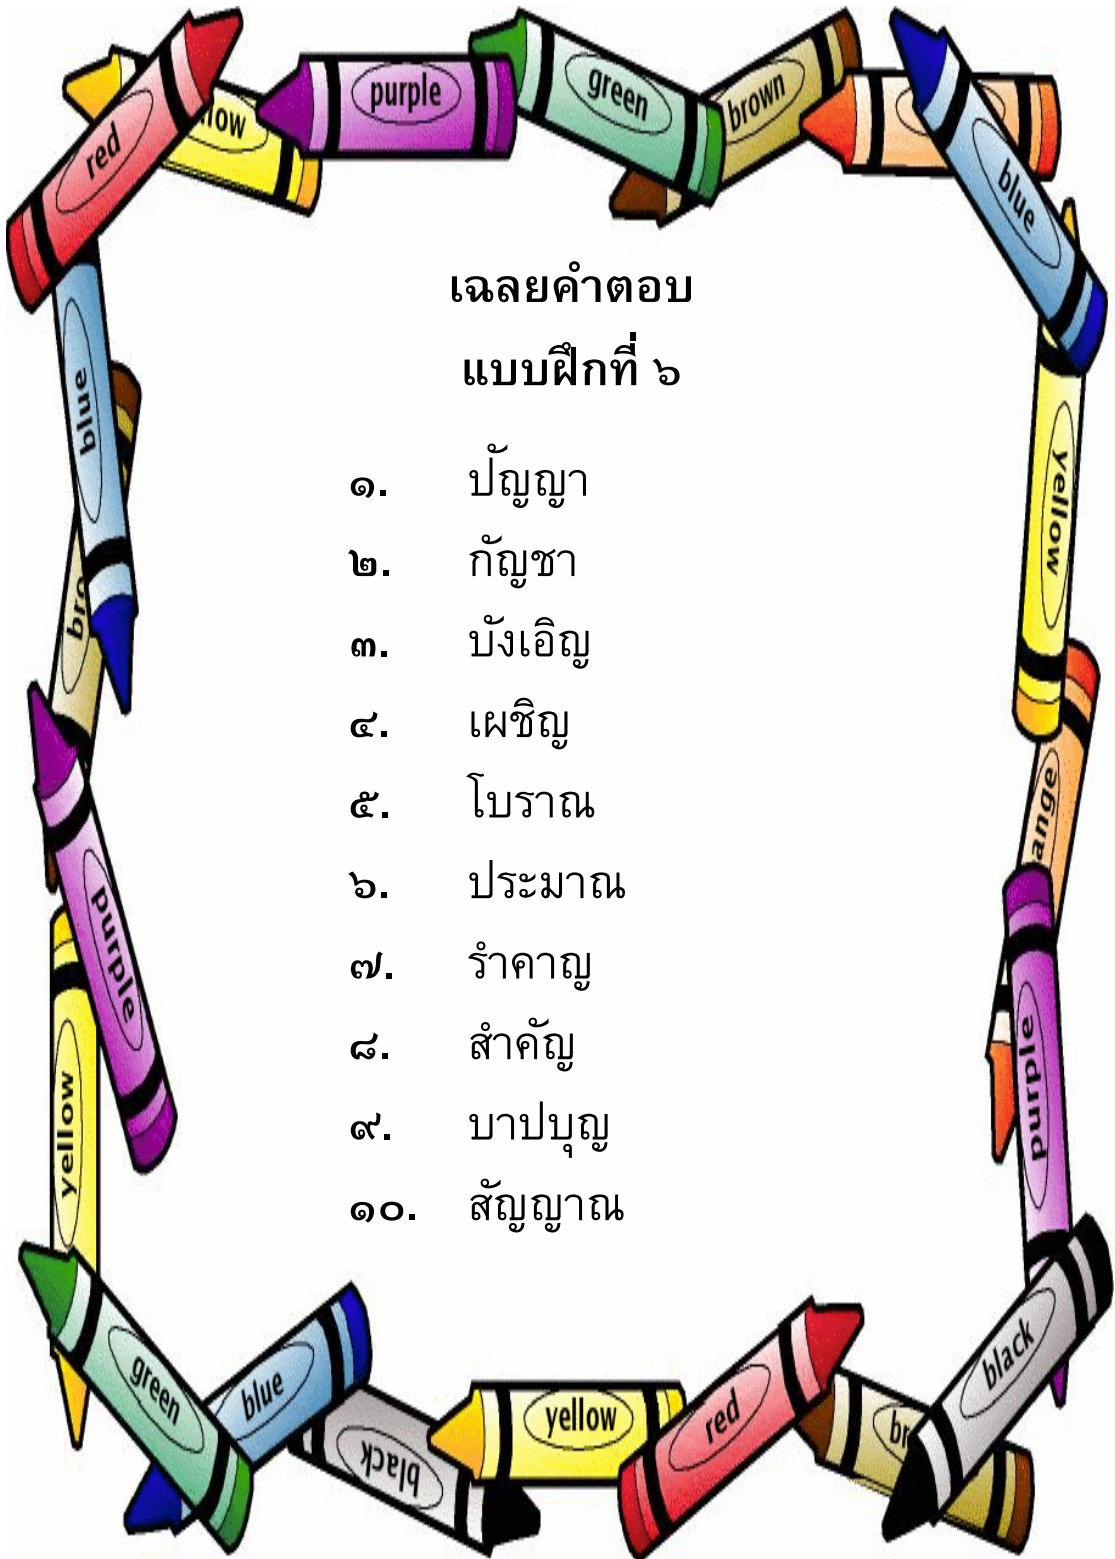 red
llow
purple
green
brown
blue
เฉลยคำตอบ
แบบฝึกที่ ๖
๑. ปัญญา
๒. กัญชา
๓. บังเอิญ
๔. เผชิญ
๕. โบราณ
๖. ประมาณ
๗. รำคาญ
๘. สำคัญ
๙. บาปบุญ
๑๐. สัญญาณ
blue
bro
purple
yellow
yellow
ange
purple
green
blue
black
yellow
red
br
black